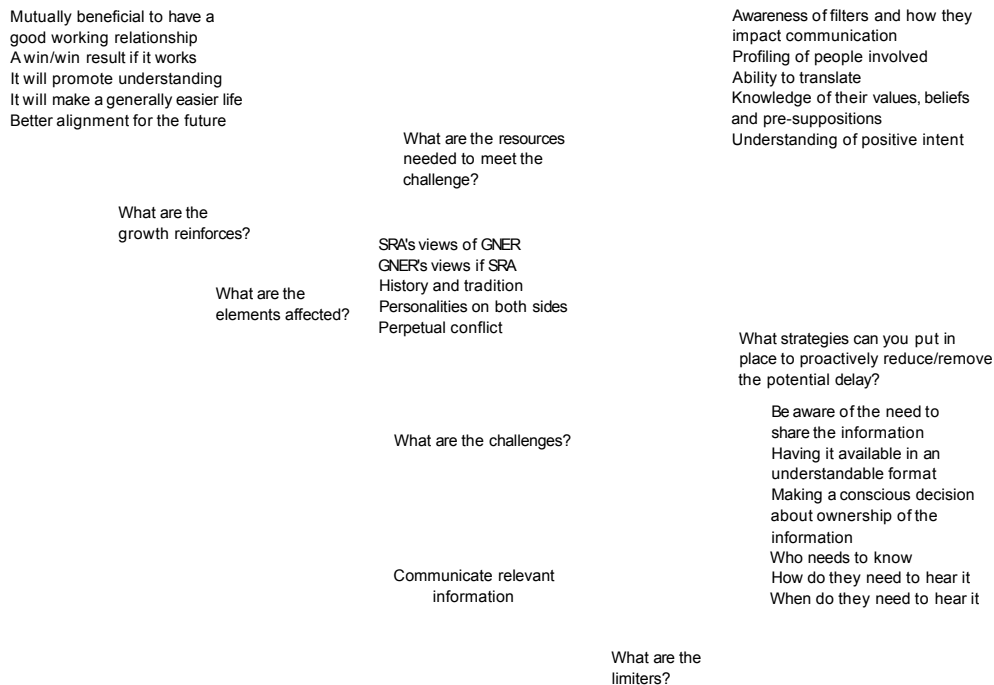 Mutually beneficial to have a
good working relationship
A win/win result if it works
It will promote understanding
It will make a generally easier life
Better alignment for the future
Awareness of filters and how they
impact communication
Profiling of people involved
Ability to translate
Knowledge of their values, beliefs
and pre-suppositions
Understanding of positive intent
What are the resources
needed to meet the
challenge?
What are the
growth reinforces?
SRA's views of GNER
GNER's views if SRA
History and tradition
Personalities on both sides
Perpetual conflict
What are the
elements affected?
What strategies can you put in
place to proactively reduce/remove
the potential delay?
Be aware of the need to
share the information
Having it available in an
understandable format
Making a conscious decision
about ownership of the
information
Who needs to know
How do they need to hear it
When do they need to hear it
What are the challenges?
Communicate relevant
information
What are the
limiters?